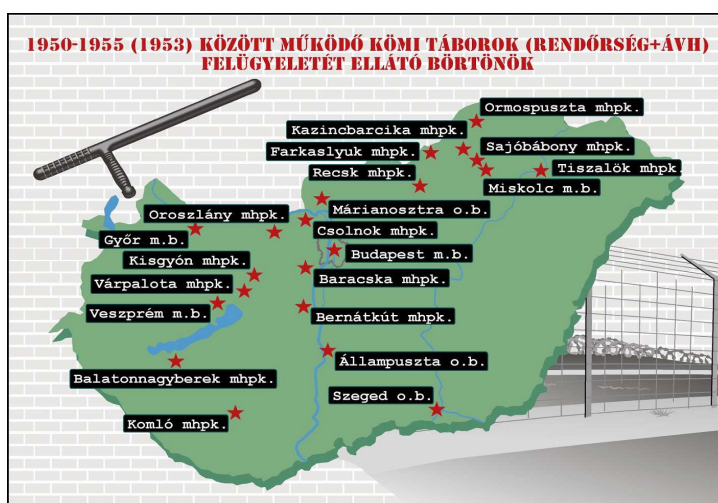 1950-1955 (1953) KÖZÖTT MŰKÖDŐ KÖMI TÁBOROK (RENDŐRSÉG+ÁVH)
FELÜGYELETÉT ELLÁTÓ BÖRTÖNÖK
Ormospuszta mhpk.
Kazincbarcika mhpk.
Sajóbábony mhpk.
Farkaslyuk mhpk.
Tiszalök mhpk.
Recsk mhpk.
Miskolc m.b.
Márianosztra o.b.
Oroszlány mhpk.
Csolnok mhpk.
Győr m.b.
Budapest m.b.
Kisgyón mhpk.
Baracska mhpk.
Várpalota mhpk.
Veszprém m.b.
Bernátkút mhpk.
Állampuszta o.b.
Balatonnagyberek mhpk.
Szeged o.b.
Komló mhpk.